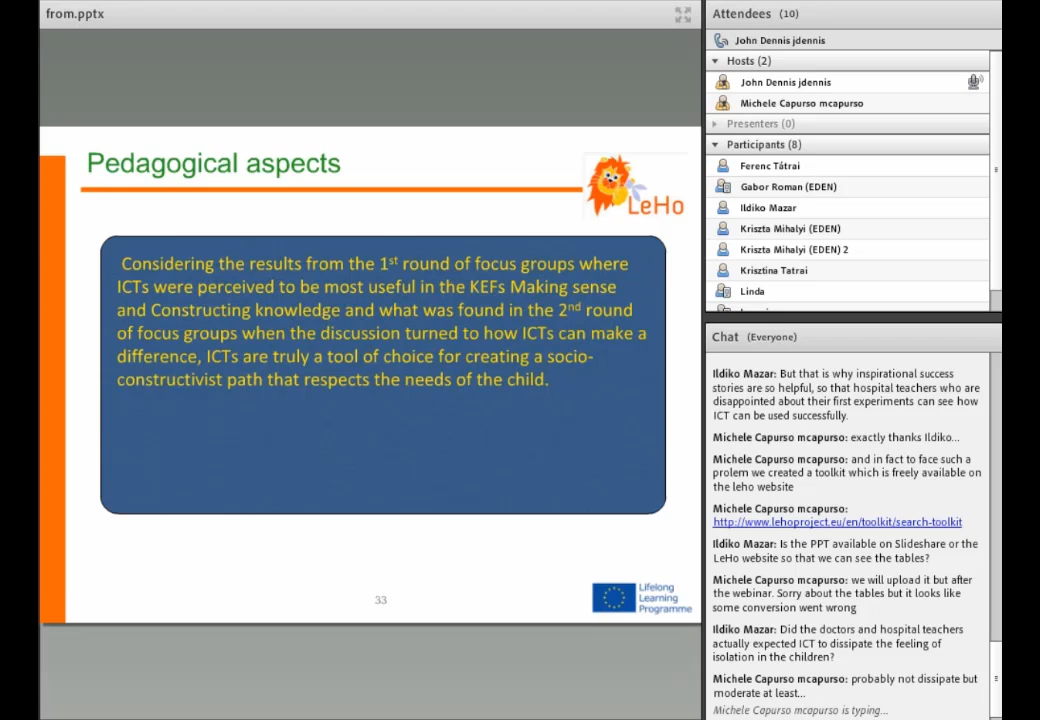 from.pptx
Pedagogical aspects
LeHo
Considering the results from the 1st round of focus groups where
ICTs were perceived to be most useful in the KEFs Making sense
and Constructing knowledge and what was found in the 2nd round
of focus groups when the discussion turned to how ICTs can make a
difference, ICTs are truly a tool of choice for creating a socio-
constructivist path that respects the needs of the child.
33
Lifelong
Learning
Programme
Attendees (10)
John Dennis jdennis
Hosts (2)
John Dennis jdennis
Michele Capurso mcapurso
Presenters (0)
Participants (8)
Ferenc Tátrai
Gabor Roman (EDEN)
Ildiko Mazar
Kriszta Mihalyi (EDEN)
Kriszta Mihalyi (EDEN) 2
Krisztina Tatrai
Linda
Chat (Everyone)
Ildiko Mazar: But that is why inspirational success
stories are so helpful, so that hospital teachers who are
disappointed about their first experiments can see how
ICT can be used successfully.
Michele Capurso mcapurso: exactly thanks Ildiko...
Michele Capurso mcapurso: and in fact to face such a
prolem we created a toolkit which is freely available on
the leho website
Michele Capurso mcapurso:
http://www.lehoproject.eu/en/toolkit/search-toolkit
Ildiko Mazar: Is the PPT available on Slideshare or the
LeHo website so that we can see the tables?
Michele Capurso mcapurso: we will upload it but after
the webinar. Sorry about the tables but it looks like
some conversion went wrong
Ildiko Mazar: Did the doctors and hospital teachers
actually expected ICT to dissipate the feeling of
isolation in the children?
Michele Capurso mcapurso: probably not dissipate but
moderate at least...
Michele Capurso mcapurso is typing...